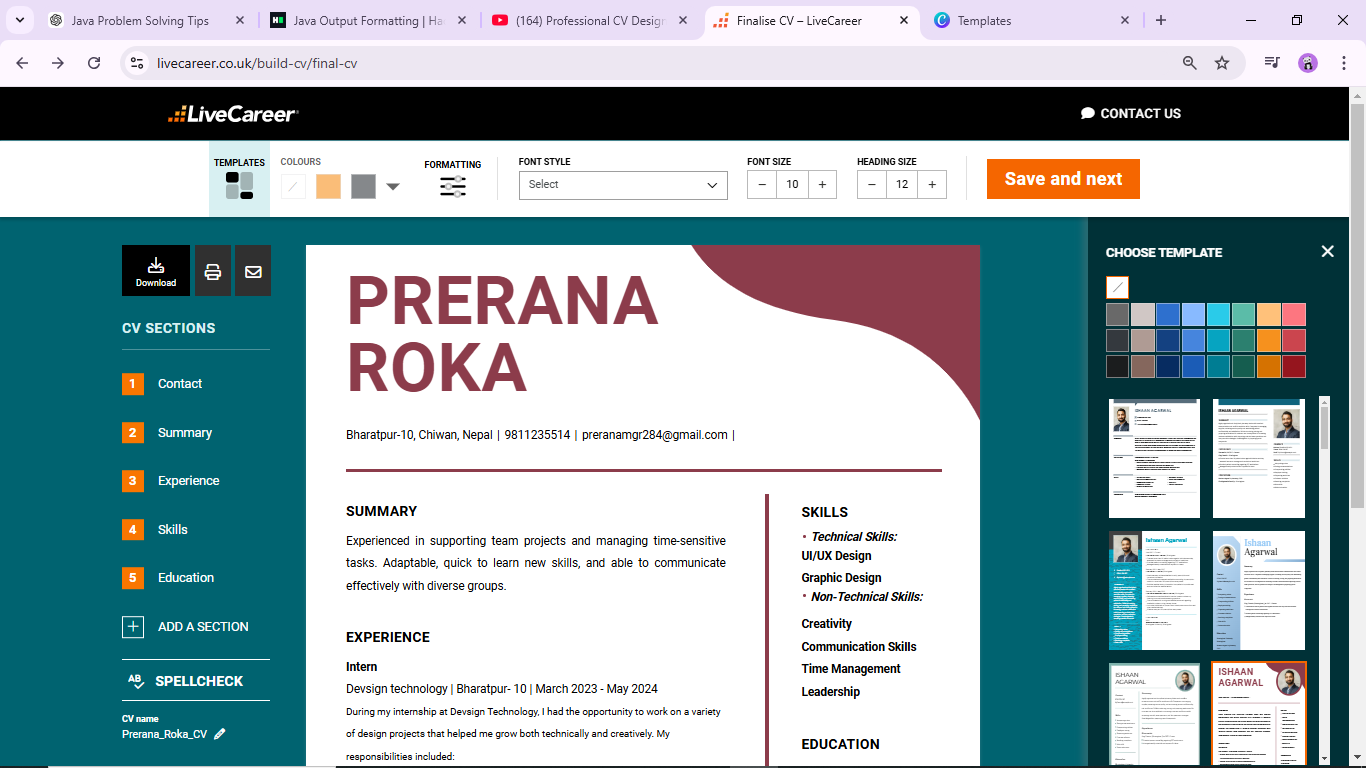 Java Problem Solving Tips
Java Output Formatting | Ha
(164) Professional CV Design
Finalise CV – LiveCareer
Templates
livecareer.co.uk/build-cv/final-cv
LiveCareer
CONTACT US
TEMPLATES
COLOURS
FORMATTING
FONT STYLE
Select
FONT SIZE
− 10 +
HEADING SIZE
− 12 +
Save and next
Download
CV SECTIONS
1 Contact
2 Summary
3 Experience
4 Skills
5 Education
ADD A SECTION
SPELLCHECK
CV name
Prerana_Roka_CV
PRERANA
ROKA
Bharatpur-10, Chiwan, Nepal | 9811235514 | preranamgr284@gmail.com |
SUMMARY
Experienced in supporting team projects and managing time-sensitive
tasks. Adaptable, quick to learn new skills, and able to communicate
effectively with diverse groups.
EXPERIENCE
Intern
Devsign technology | Bharatpur- 10 | March 2023 - May 2024
During my internship at Devsign Technology, I had the opportunity to work on a variety
of design projects that helped me grow both technically and creatively. My
responsibilities included:
SKILLS
• Technical Skills:
UI/UX Design
Graphic Design
• Non-Technical Skills:
Creativity
Communication Skills
Time Management
Leadership
EDUCATION
CHOOSE TEMPLATE
ISHAAN AGARWAL
ISHAAN AGARWAL
Ishaan Agarwal
Ishaan
Agarwal
ISHAAN
AGARWAL
ISHAAN
AGARWAL